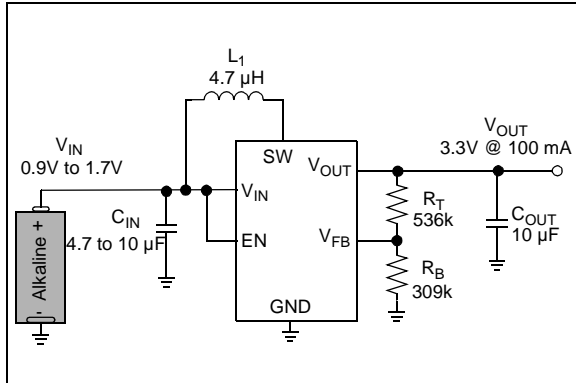 L1
4.7 µH
VIN
0.9V to 1.7V
VOUT
3.3V @ 100 mA
SW
VOUT
VIN
RT
536k
CIN
4.7 to 10 µF
COUT
10 µF
EN
VFB
RB
309k
GND
Alkaline +
-